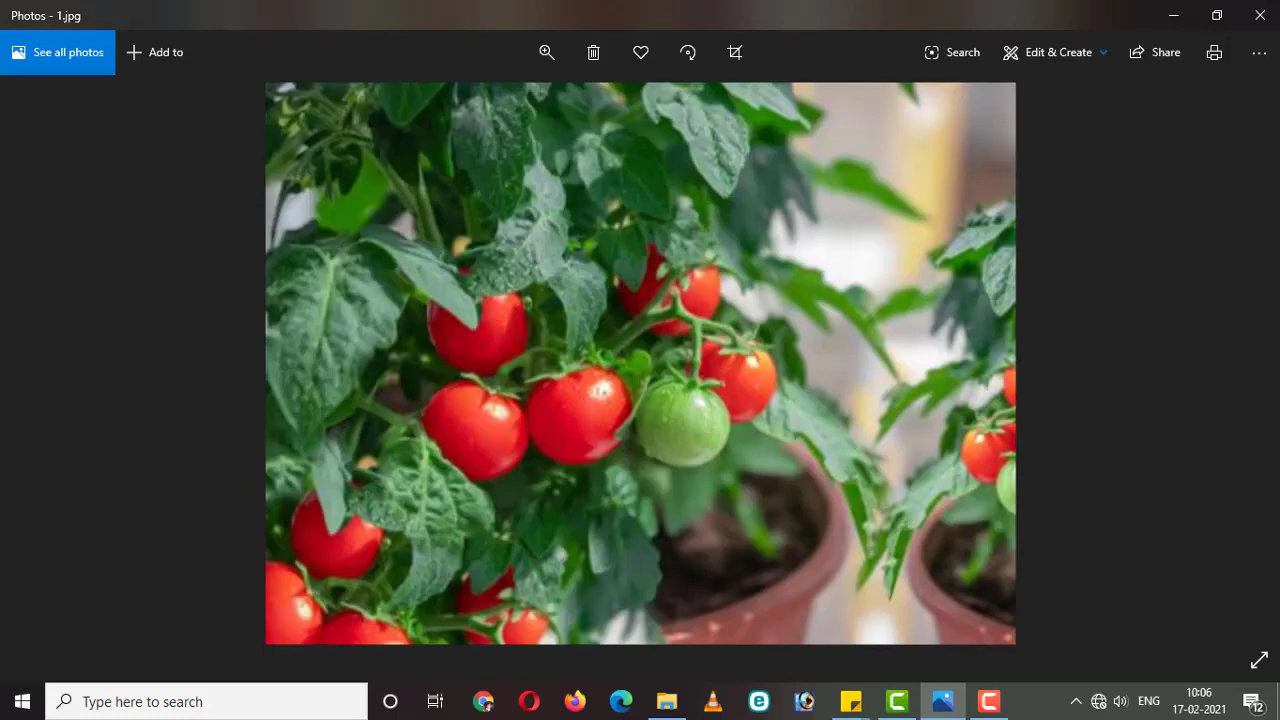 Photos - 1.jpg
See all photos
Add to
Search
Edit & Create
Share
Type here to search
ENG
10:06
17-02-2021
12